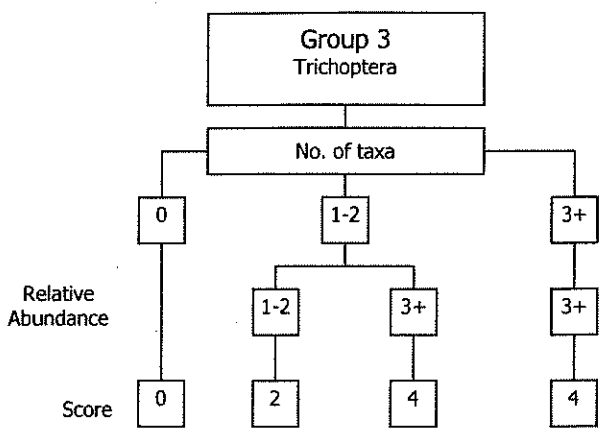 Group 3
Trichoptera
No. of taxa
0 1-2 3+
Relative
Abundance
1-2 3+ 3+
Score 0 2 4 4